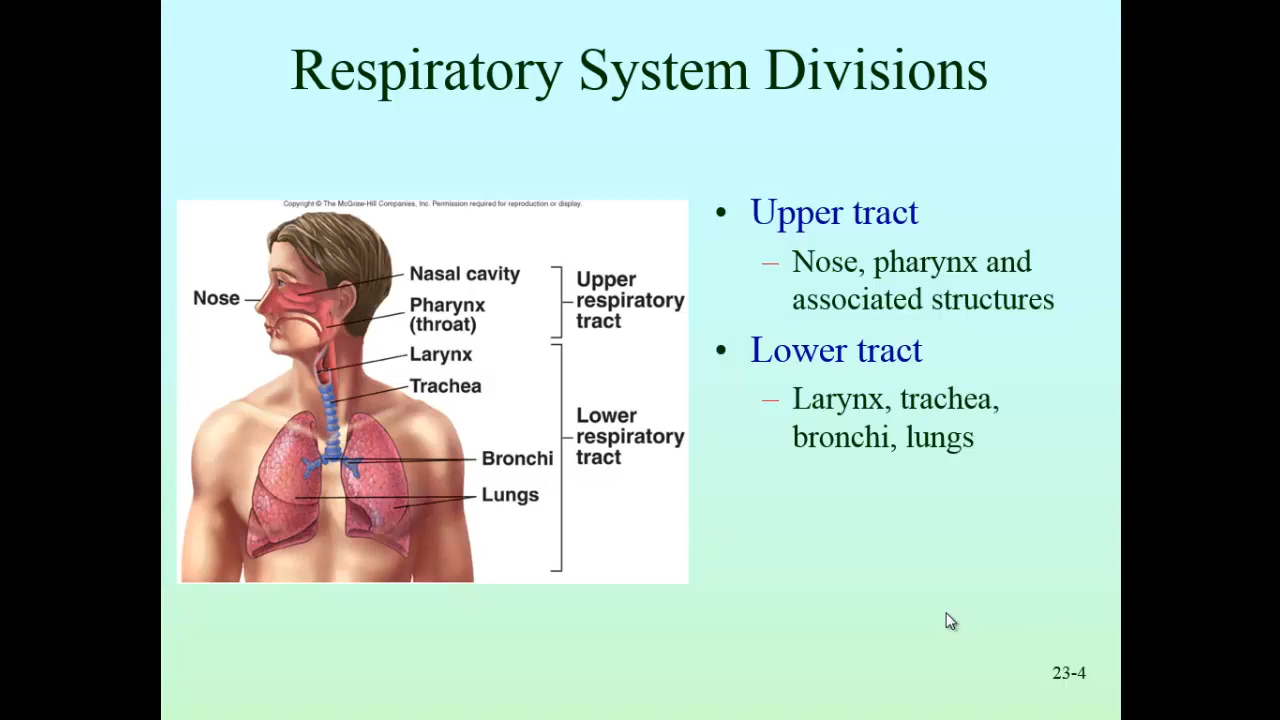 Respiratory System Divisions
Copyright © The McGraw-Hill Companies, Inc. Permission required for reproduction or display.
Nose
Nasal cavity
Pharynx
(throat)
Larynx
Trachea
Bronchi
Lungs
Upper
respiratory
tract
Lower
respiratory
tract
• Upper tract
– Nose, pharynx and
associated structures
• Lower tract
– Larynx, trachea,
bronchi, lungs
23-4